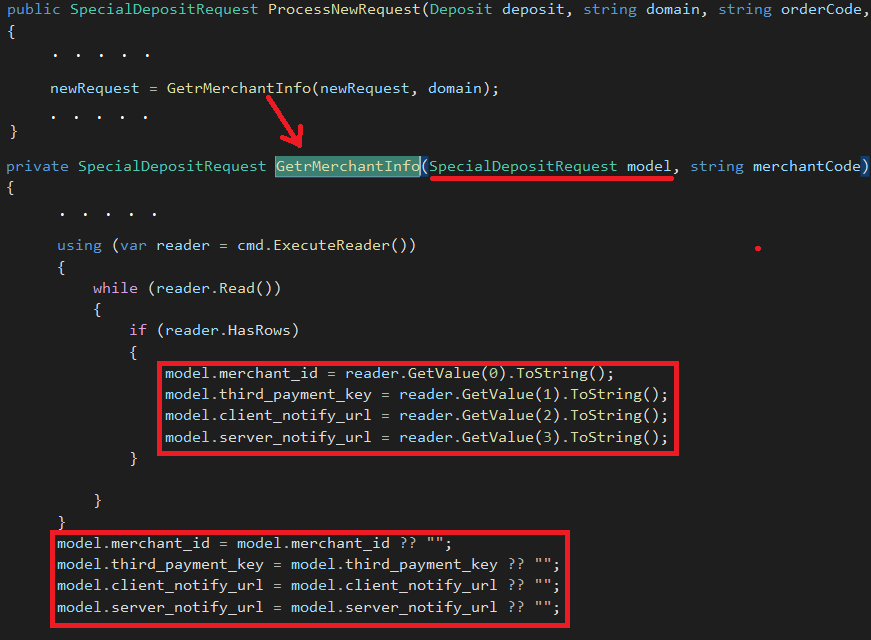 public SpecialDepositRequest ProcessNewRequest(Deposit deposit, string domain, string orderCode,
{
. . . . .
newRequest = GetrMerchantInfo(newRequest, domain);
. . . . .
}
private SpecialDepositRequest GetrMerchantInfo(SpecialDepositRequest model, string merchantCode)
{
. . . . .
using (var reader = cmd.ExecuteReader())
{
while (reader.Read())
{
if (reader.HasRows)
{
model.merchant_id = reader.GetValue(0).ToString();
model.third_payment_key = reader.GetValue(1).ToString();
model.client_notify_url = reader.GetValue(2).ToString();
model.server_notify_url = reader.GetValue(3).ToString();
}
}
}
model.merchant_id = model.merchant_id ?? "";
model.third_payment_key = model.third_payment_key ?? "";
model.client_notify_url = model.client_notify_url ?? "";
model.server_notify_url = model.server_notify_url ?? "";